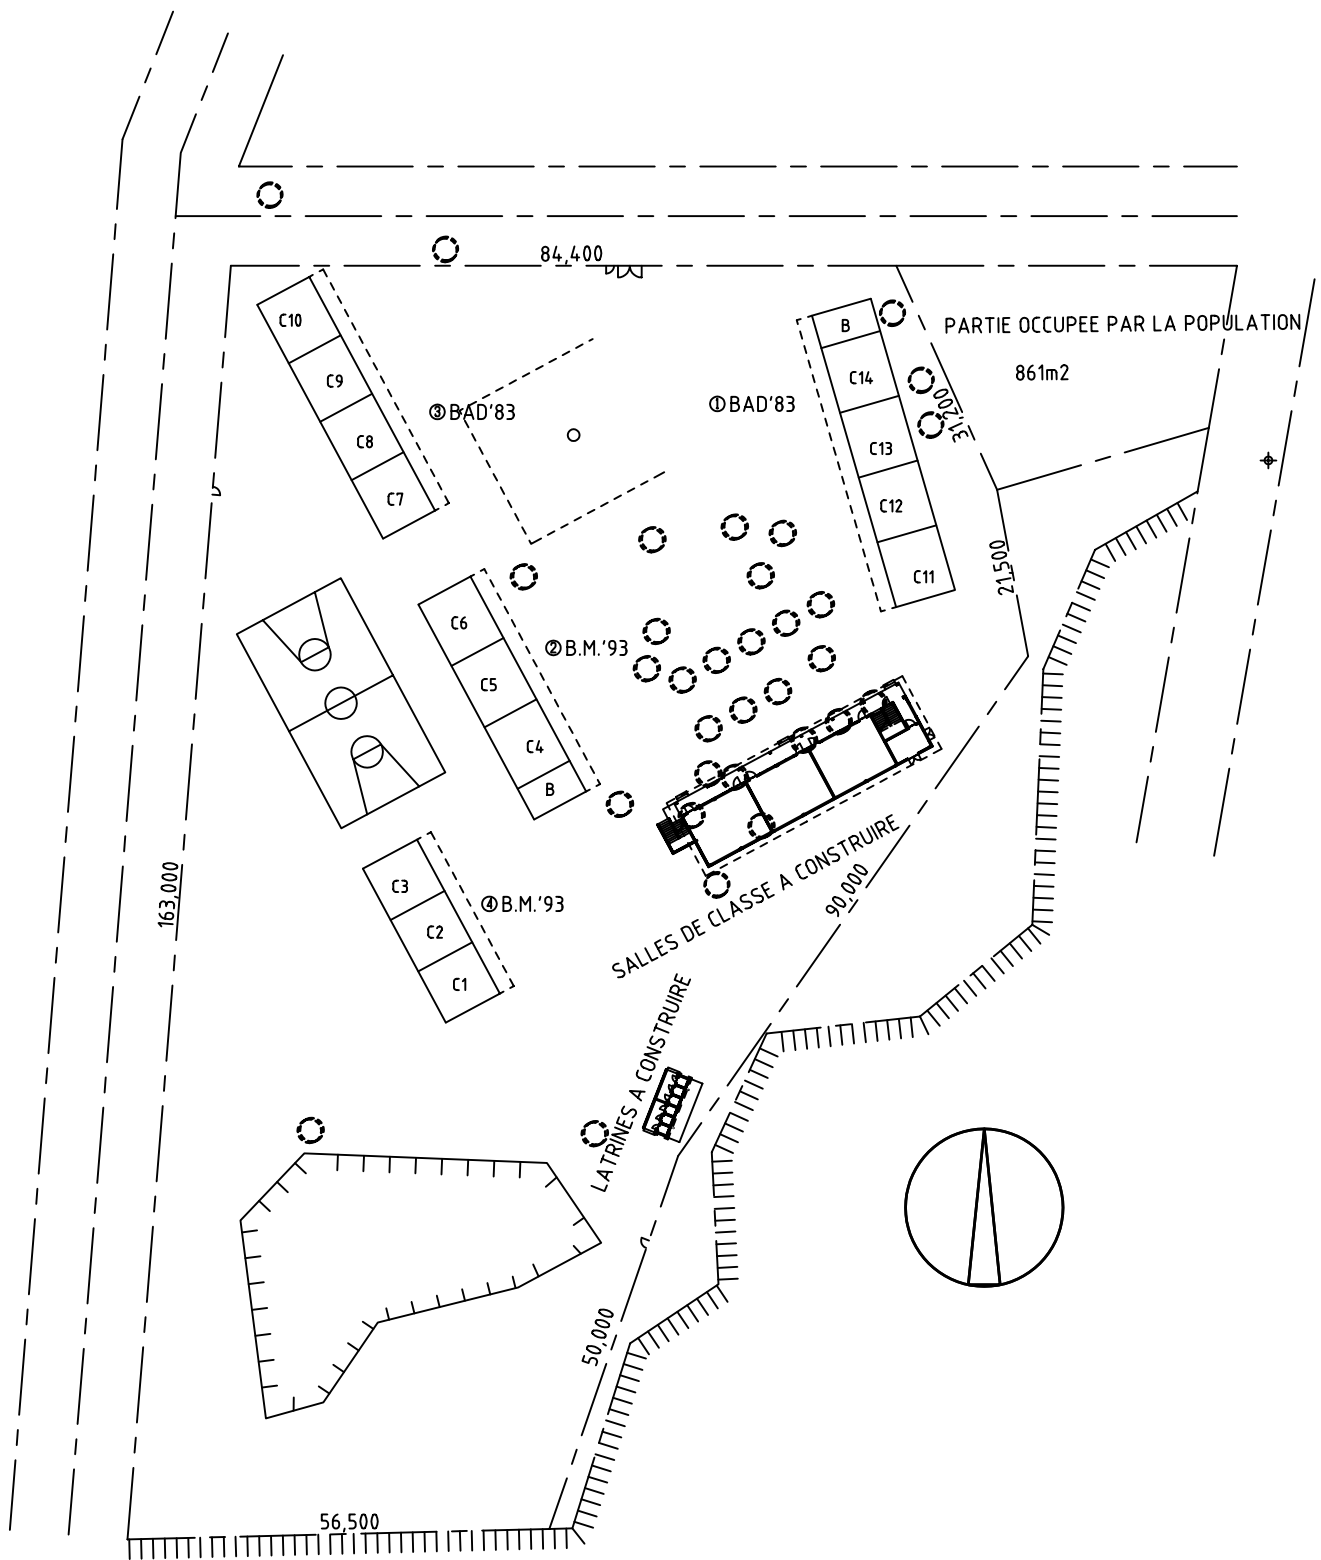 84,400
C10
C9
C8
C7
③BAD'83
①BAD'83
B
C14
C13
C12
C11
PARTIE OCCUPEE PAR LA POPULATION
861m2
31,200
21,500
C6
C5
C4
B
②B.M.'93
C3
C2
C1
④B.M.'93
163,000
SALLES DE CLASSE A CONSTRUIRE
90,000
LATRINES A CONSTRUIRE
50,000
56,500